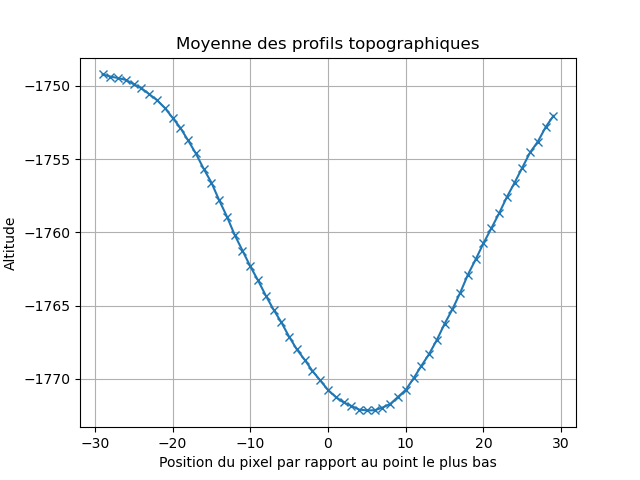 Moyenne des profils topographiques
Altitude
−1750
−1755
−1760
−1765
−1770
−30 −20 −10 0 10 20 30
Position du pixel par rapport au point le plus bas